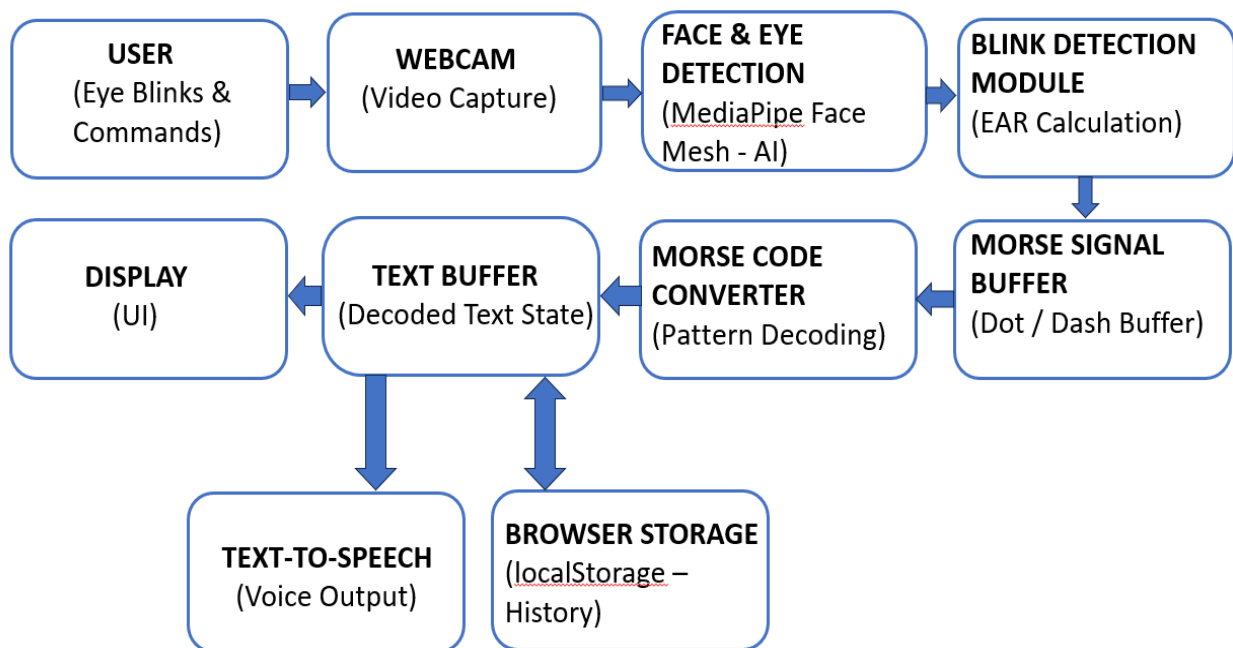 USER
(Eye Blinks &
Commands)
WEBCAM
(Video Capture)
FACE & EYE
DETECTION
(MediaPipe Face
Mesh - AI)
BLINK DETECTION
MODULE
(EAR Calculation)
DISPLAY
(UI)
TEXT BUFFER
(Decoded Text State)
MORSE CODE
CONVERTER
(Pattern Decoding)
MORSE SIGNAL
BUFFER
(Dot / Dash Buffer)
TEXT-TO-SPEECH
(Voice Output)
BROWSER STORAGE
(localStorage –
History)